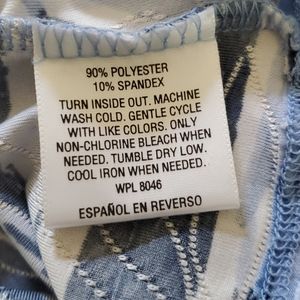 90% POLYESTER
10% SPANDEX
TURN INSIDE OUT. MACHINE
WASH COLD. GENTLE CYCLE
WITH LIKE COLORS. ONLY
NON-CHLORINE BLEACH WHEN
NEEDED. TUMBLE DRY LOW.
COOL IRON WHEN NEEDED.
WPL 8046
ESPAÑOL EN REVERSO